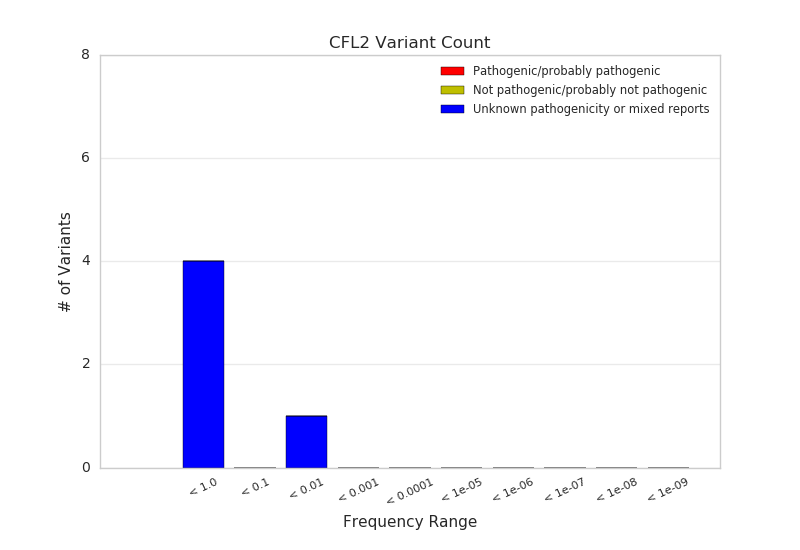 CFL2 Variant Count
8
6
4
2
0
# of Variants
Pathogenic/probably pathogenic
Not pathogenic/probably not pathogenic
Unknown pathogenicity or mixed reports
< 1.0
< 0.1
< 0.01
< 0.001
< 0.0001
< 1e-05
< 1e-06
< 1e-07
< 1e-08
< 1e-09
Frequency Range